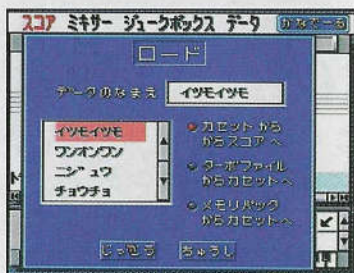 スコア ミキサー ジュークボックス データ かなでーる
ロード
データのなまえ イツモイツモ
イツモイツモ
ワンオンワン
ニジュウ
チョウチョ
カセットから
からスコアへ
ターボファイル
からカセットへ
メモリパック
からカセットへ
じっこう ちゅうし